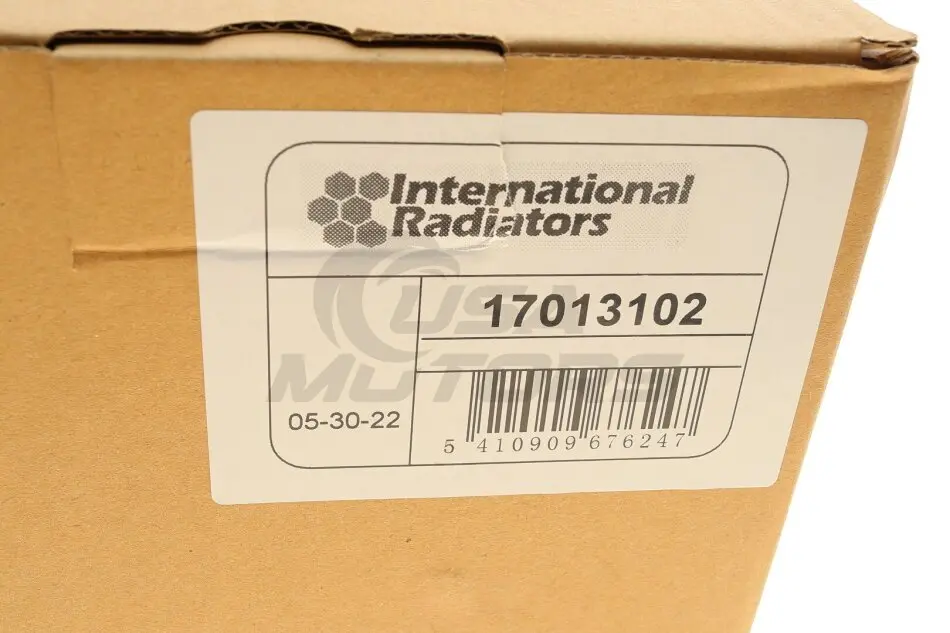 International
Radiators
17013102
USA
MOTORS
05-30-22
5 410909 676247